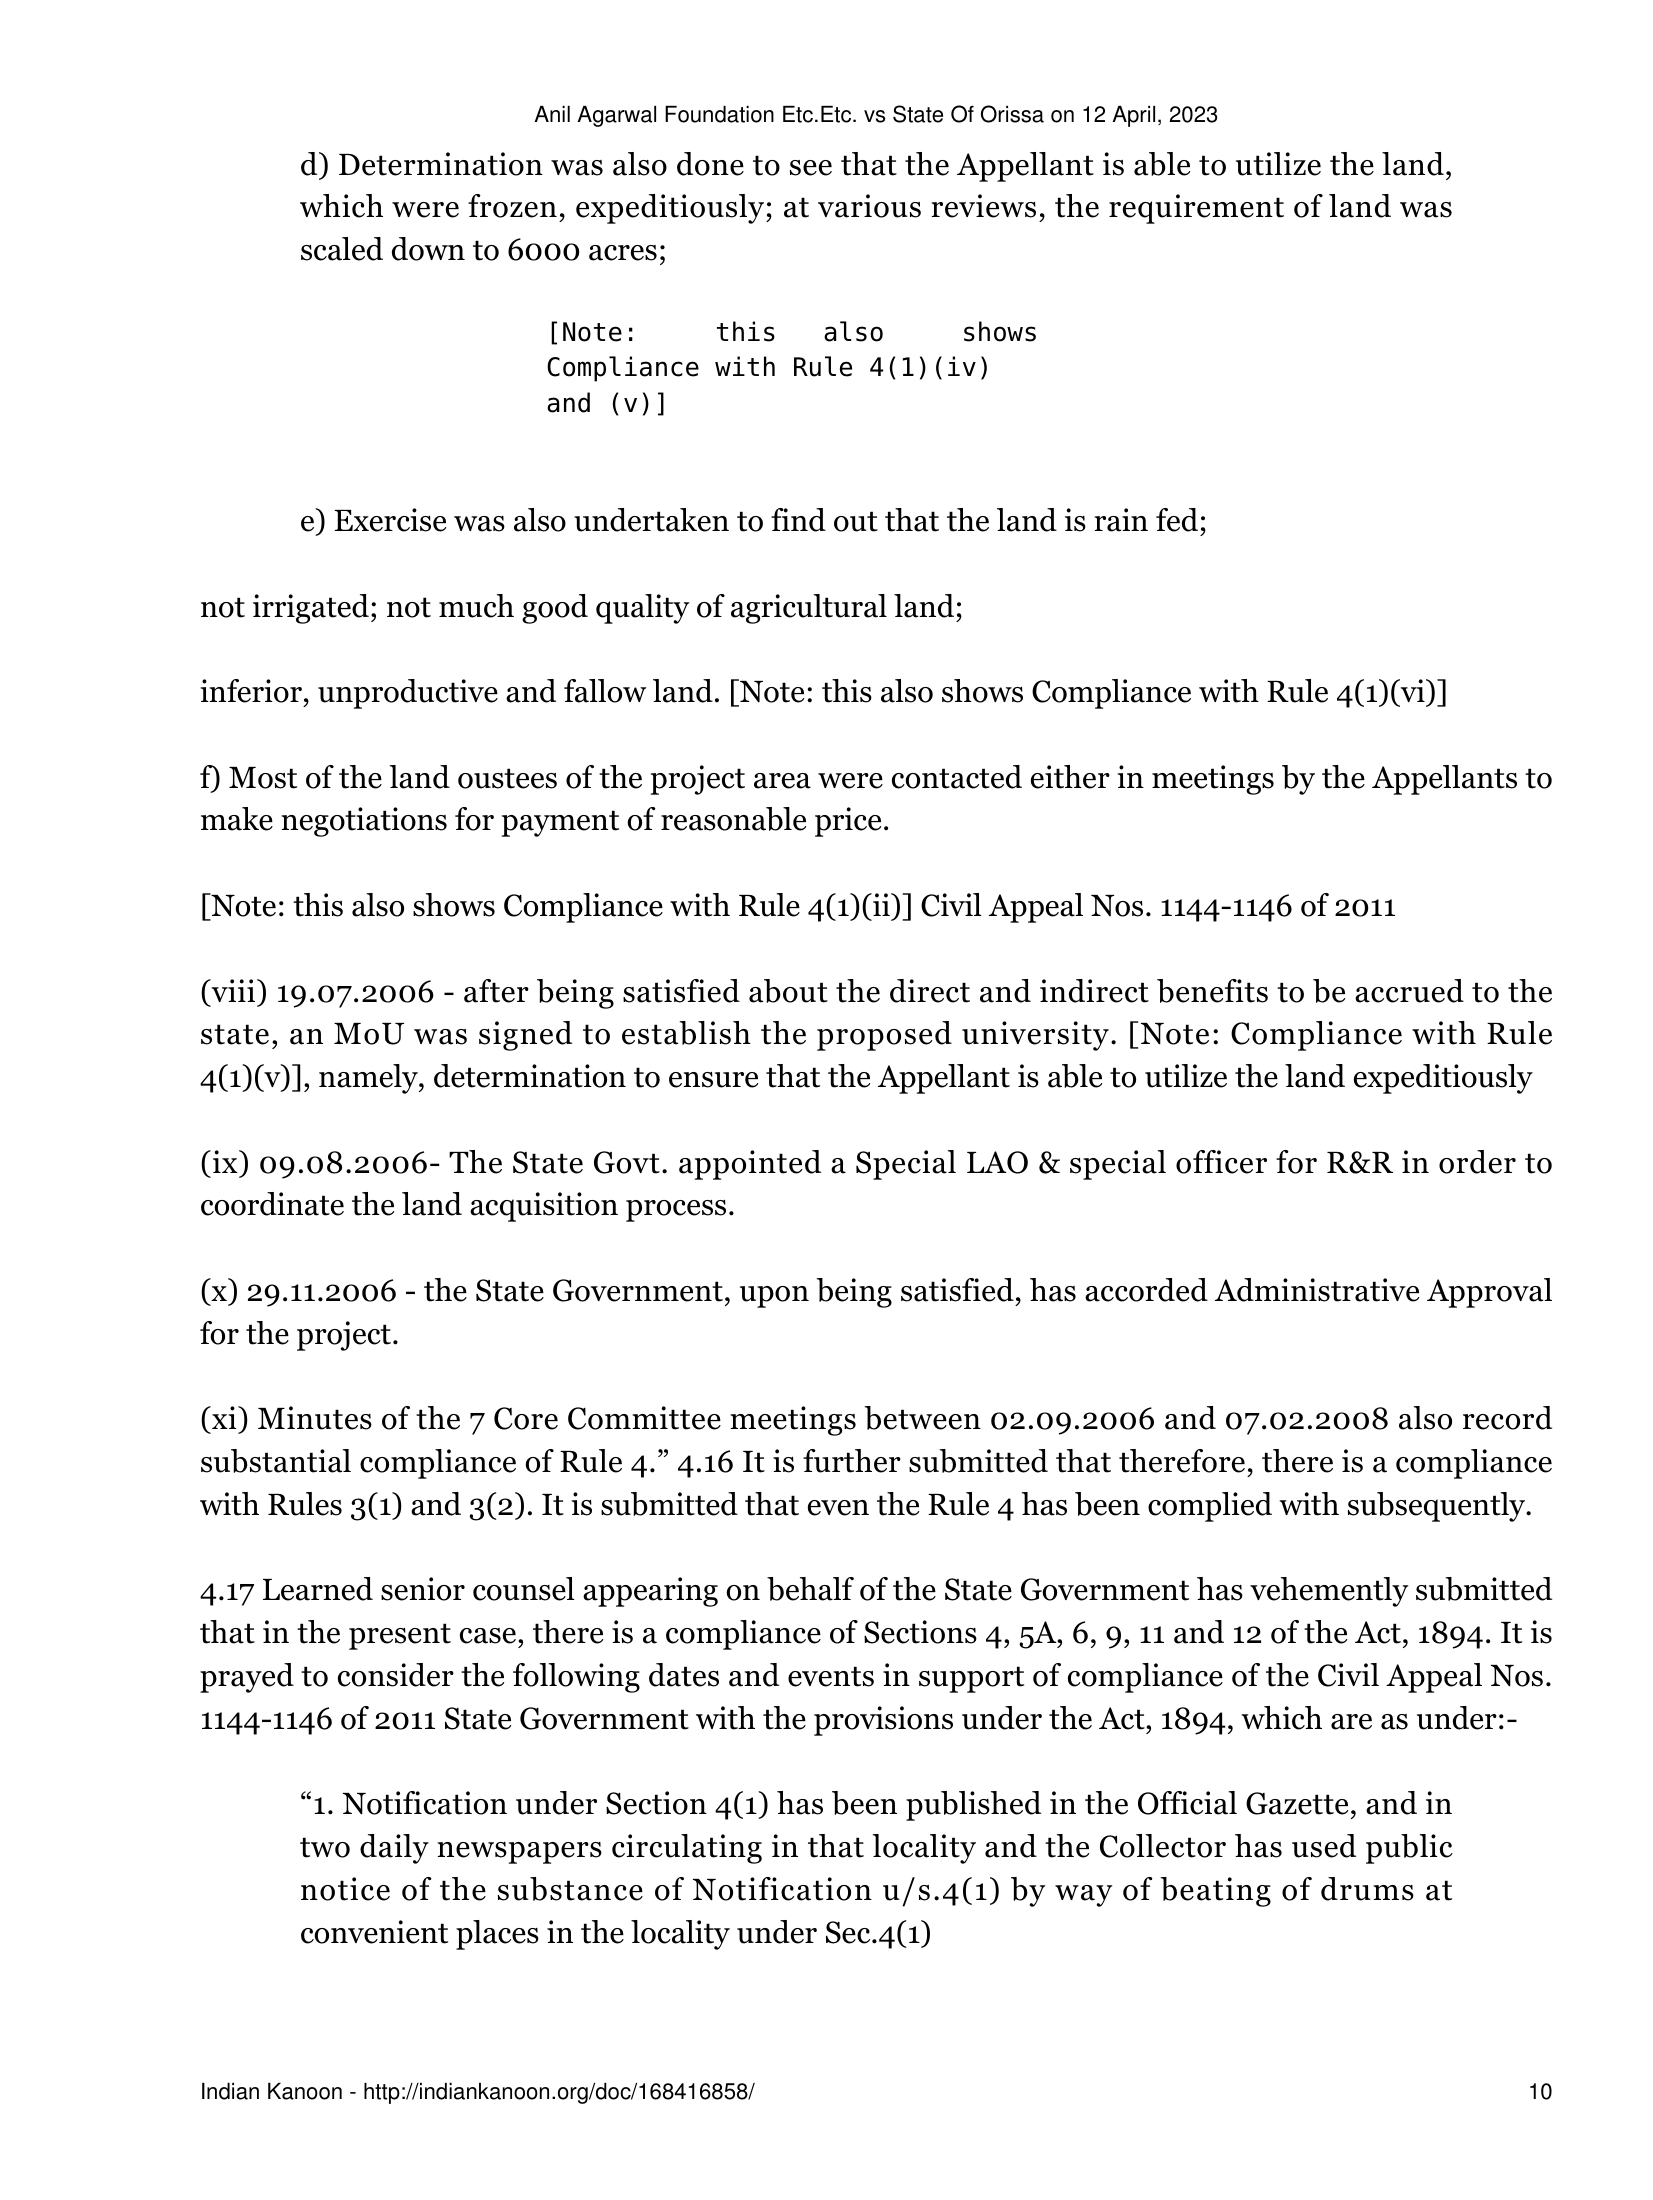 Anil Agarwal Foundation Etc.Etc. vs State Of Orissa on 12 April, 2023
d) Determination was also done to see that the Appellant is able to utilize the land,
which were frozen, expeditiously; at various reviews, the requirement of land was
scaled down to 6000 acres;
[Note: this also shows
Compliance with Rule 4(1)(iv)
and (v)]
e) Exercise was also undertaken to find out that the land is rain fed;
not irrigated; not much good quality of agricultural land;
inferior, unproductive and fallow land. [Note: this also shows Compliance with Rule 4(1)(vi)]
f) Most of the land oustees of the project area were contacted either in meetings by the Appellants to
make negotiations for payment of reasonable price.
[Note: this also shows Compliance with Rule 4(1)(ii)] Civil Appeal Nos. 1144-1146 of 2011
(viii) 19.07.2006 - after being satisfied about the direct and indirect benefits to be accrued to the
state, an MoU was signed to establish the proposed university. [Note: Compliance with Rule
4(1)(v)], namely, determination to ensure that the Appellant is able to utilize the land expeditiously
(ix) 09.08.2006- The State Govt. appointed a Special LAO & special officer for R&R in order to
coordinate the land acquisition process.
(x) 29.11.2006 - the State Government, upon being satisfied, has accorded Administrative Approval
for the project.
(xi) Minutes of the 7 Core Committee meetings between 02.09.2006 and 07.02.2008 also record
substantial compliance of Rule 4.” 4.16 It is further submitted that therefore, there is a compliance
with Rules 3(1) and 3(2). It is submitted that even the Rule 4 has been complied with subsequently.
4.17 Learned senior counsel appearing on behalf of the State Government has vehemently submitted
that in the present case, there is a compliance of Sections 4, 5A, 6, 9, 11 and 12 of the Act, 1894. It is
prayed to consider the following dates and events in support of compliance of the Civil Appeal Nos.
1144-1146 of 2011 State Government with the provisions under the Act, 1894, which are as under:-
“1. Notification under Section 4(1) has been published in the Official Gazette, and in
two daily newspapers circulating in that locality and the Collector has used public
notice of the substance of Notification u/s.4(1) by way of beating of drums at
convenient places in the locality under Sec.4(1)
Indian Kanoon - http://indiankanoon.org/doc/168416858/
10